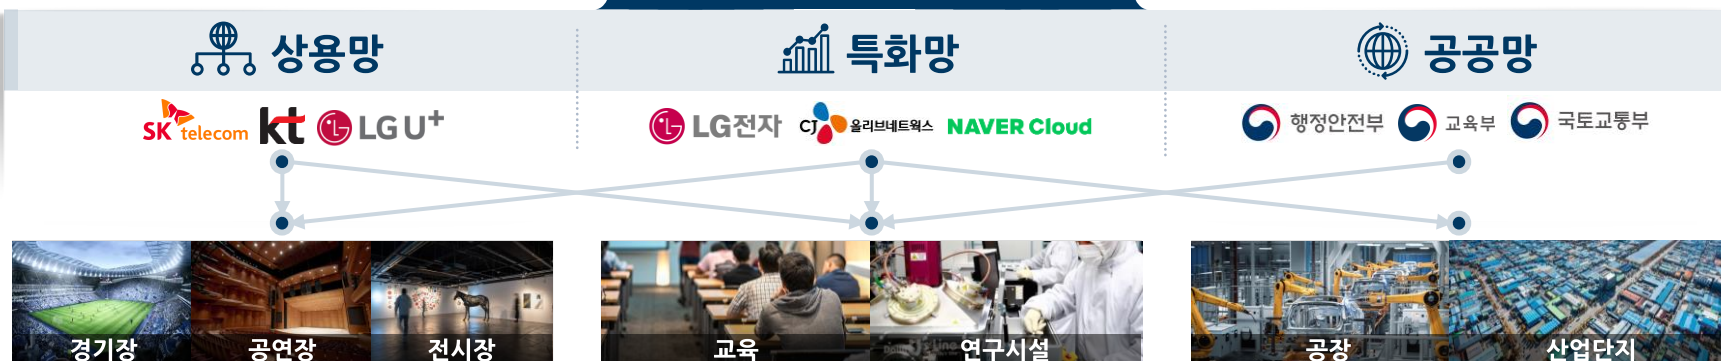 상용망 특화망 공공망
SK telecom kt LG U+ LG전자 CJ 올리브네트웍스 NAVER Cloud 행정안전부 교육부 국토교통부
경기장 공연장 전시장 교육 연구시설 공장 산업단지